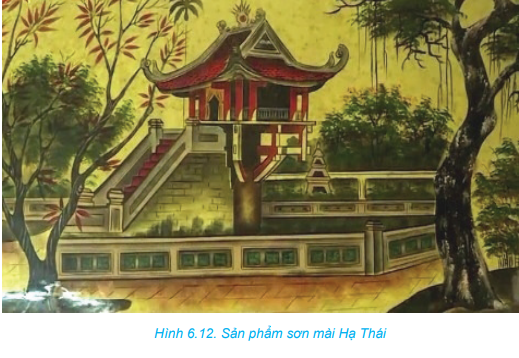 Hình 6.12. Sản phẩm sơn mài Hạ Thái